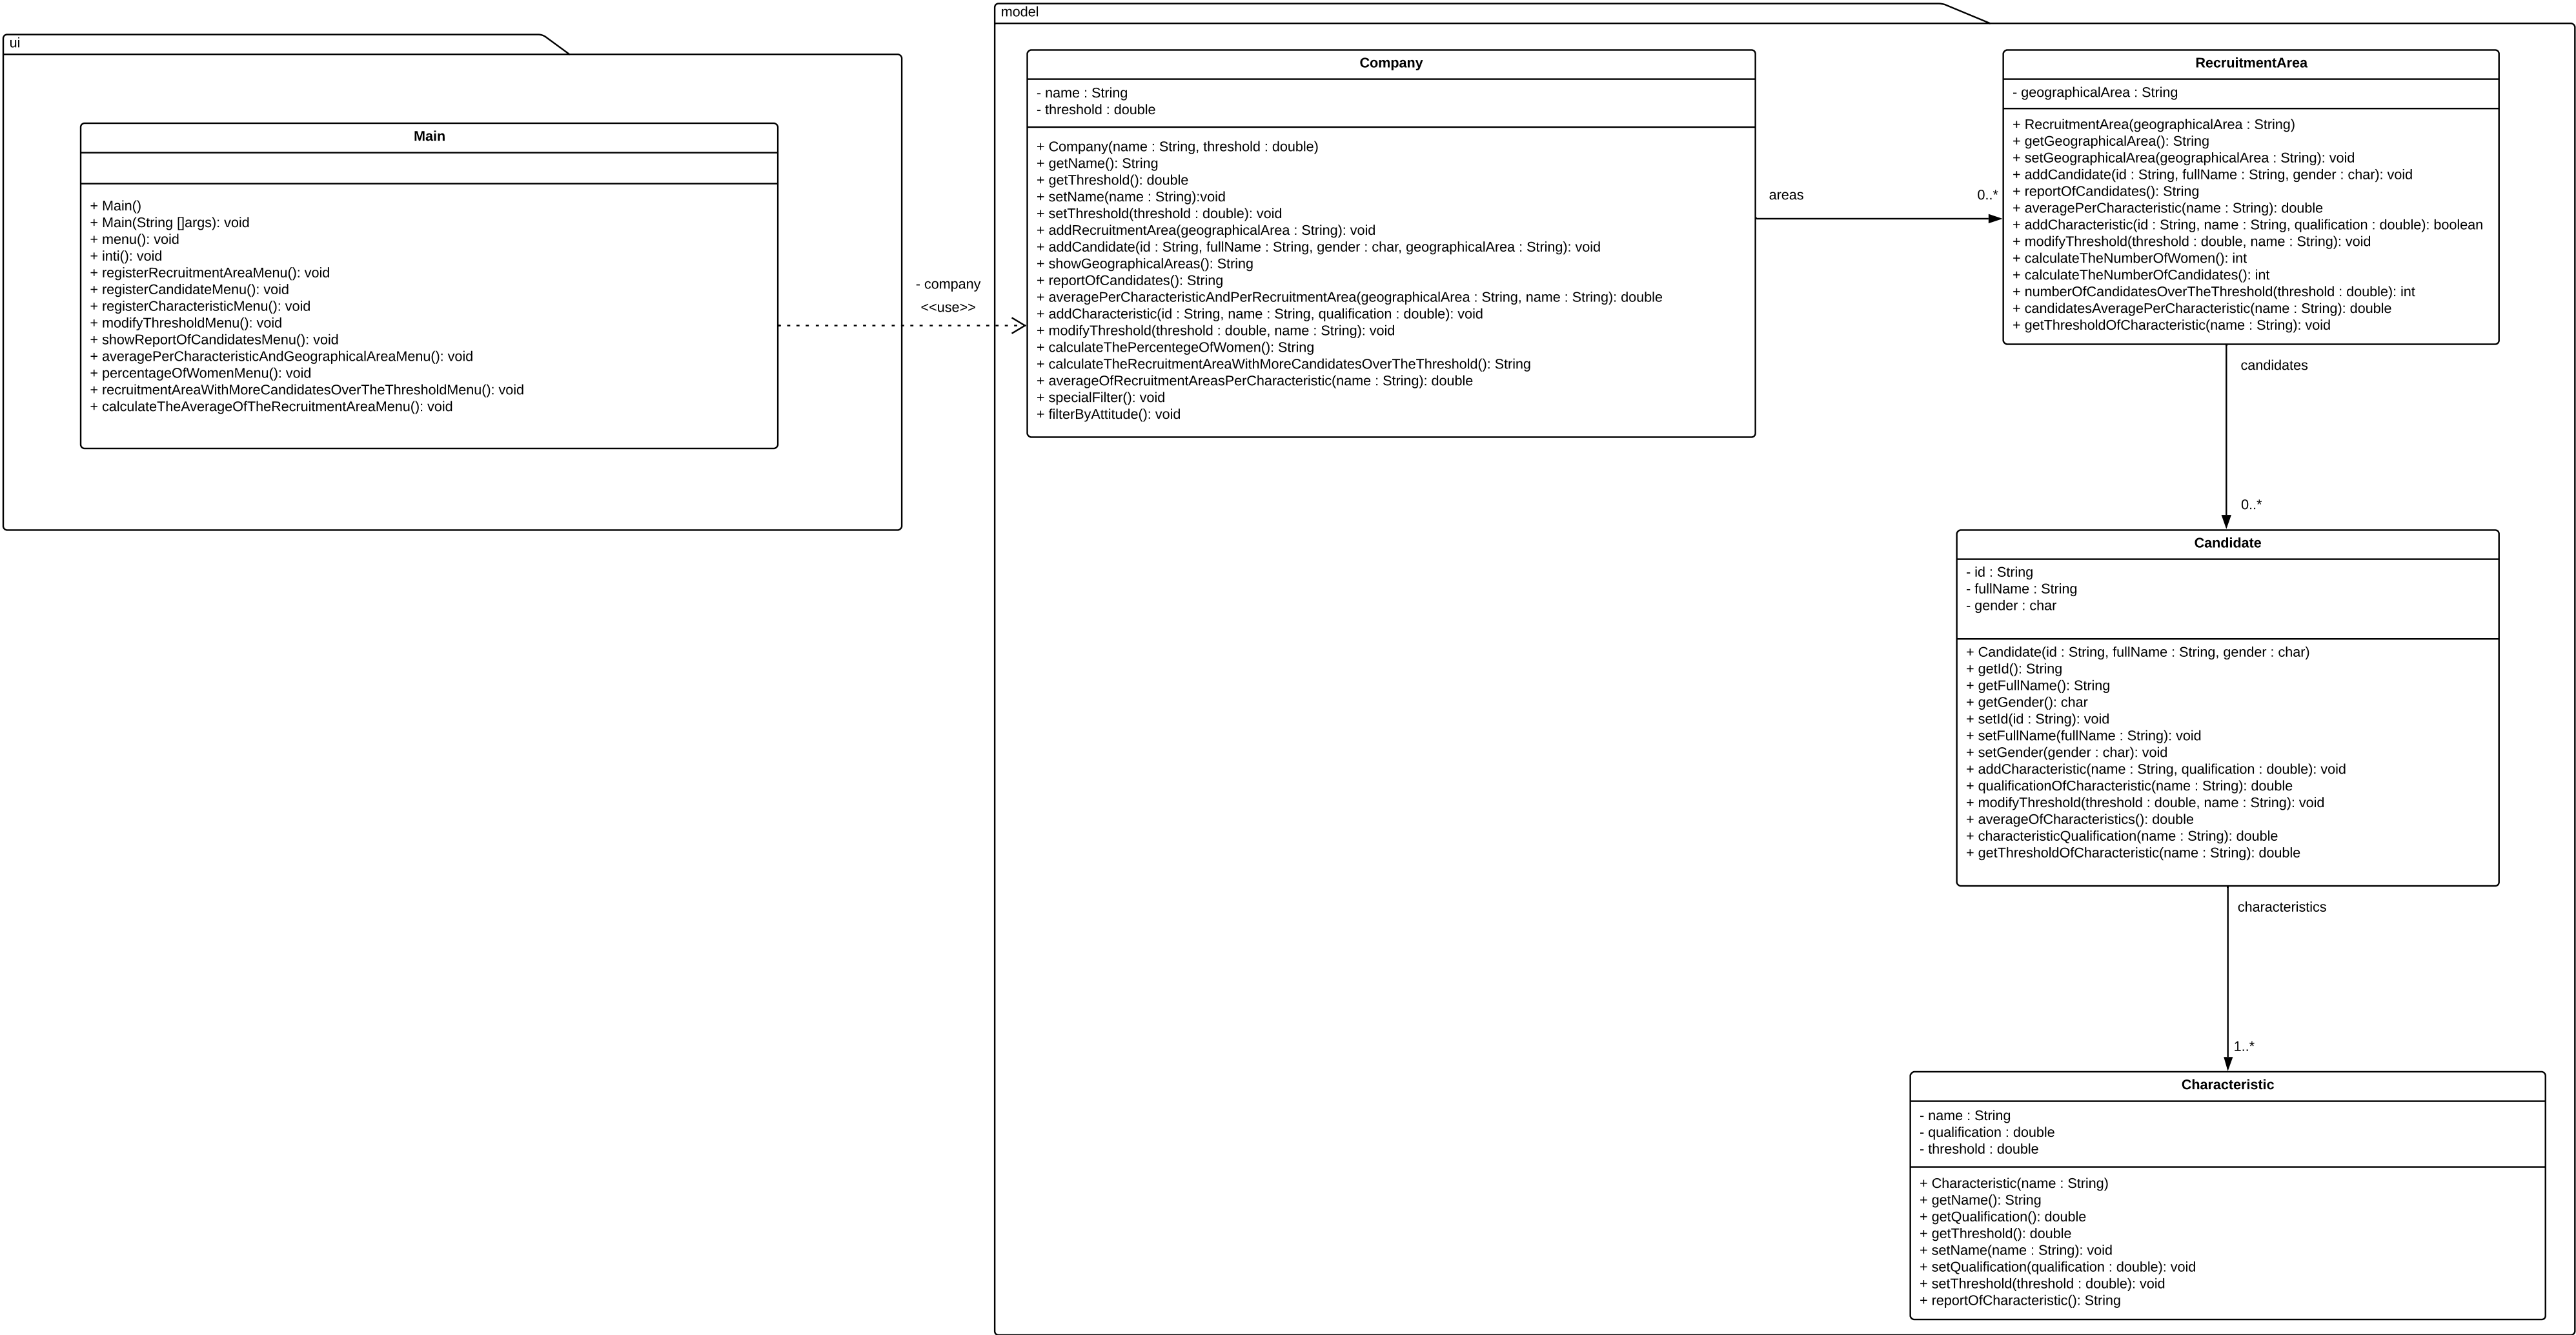 ui
Main
+ Main()
+ Main(String []args): void
+ menu(): void
+ inti(): void
+ registerRecruitmentAreaMenu(): void
+ registerCandidateMenu(): void
+ registerCharacteristicMenu(): void
+ modifyThresholdMenu(): void
+ showReportOfCandidatesMenu(): void
+ averagePerCharacteristicAndGeographicalAreaMenu(): void
+ percentageOfWomenMenu(): void
+ recruitmentAreaWithMoreCandidatesOverTheThresholdMenu(): void
+ calculateTheAverageOfTheRecruitmentAreaMenu(): void
- company
<<use>>
model
Company
- name : String
- threshold : double
+ Company(name : String, threshold : double)
+ getName(): String
+ getThreshold(): double
+ setName(name : String):void
+ setThreshold(threshold : double): void
+ addRecruitmentArea(geographicalArea : String): void
+ addCandidate(id : String, fullName : String, gender : char, geographicalArea : String): void
+ showGeographicalAreas(): String
+ reportOfCandidates(): String
+ averagePerCharacteristicAndPerRecruitmentArea(geographicalArea : String, name : String): double
+ addCharacteristic(id : String, name : String, qualification : double): void
+ modifyThreshold(threshold : double, name : String): void
+ calculateThePercentegeOfWomen(): String
+ calculateTheRecruitmentAreaWithMoreCandidatesOverTheThreshold(): String
+ averageOfRecruitmentAreasPerCharacteristic(name : String): double
+ specialFilter(): void
+ filterByAttitude(): void
areas
0..*
RecruitmentArea
- geographicalArea : String
+ RecruitmentArea(geographicalArea : String)
+ getGeographicalArea(): String
+ setGeographicalArea(geographicalArea : String): void
+ addCandidate(id : String, fullName : String, gender : char): void
+ reportOfCandidates(): String
+ averagePerCharacteristic(name : String): double
+ addCharacteristic(id : String, name : String, qualification : double): boolean
+ modifyThreshold(threshold : double, name : String): void
+ calculateTheNumberOfWomen(): int
+ calculateTheNumberOfCandidates(): int
+ numberOfCandidatesOverTheThreshold(threshold : double): int
+ candidatesAveragePerCharacteristic(name : String): double
+ getThresholdOfCharacteristic(name : String): void
candidates
0..*
Candidate
- id : String
- fullName : String
- gender : char
+ Candidate(id : String, fullName : String, gender : char)
+ getId(): String
+ getFullName(): String
+ getGender(): char
+ setId(id : String): void
+ setFullName(fullName : String): void
+ setGender(gender : char): void
+ addCharacteristic(name : String, qualification : double): void
+ qualificationOfCharacteristic(name : String): double
+ modifyThreshold(threshold : double, name : String): void
+ averageOfCharacteristics(): double
+ characteristicQualification(name : String): double
+ getThresholdOfCharacteristic(name : String): double
characteristics
1..*
Characteristic
- name : String
- qualification : double
- threshold : double
+ Characteristic(name : String)
+ getName(): String
+ getQualification(): double
+ getThreshold(): double
+ setName(name : String): void
+ setQualification(qualification : double): void
+ setThreshold(threshold : double): void
+ reportOfCharacteristic(): String